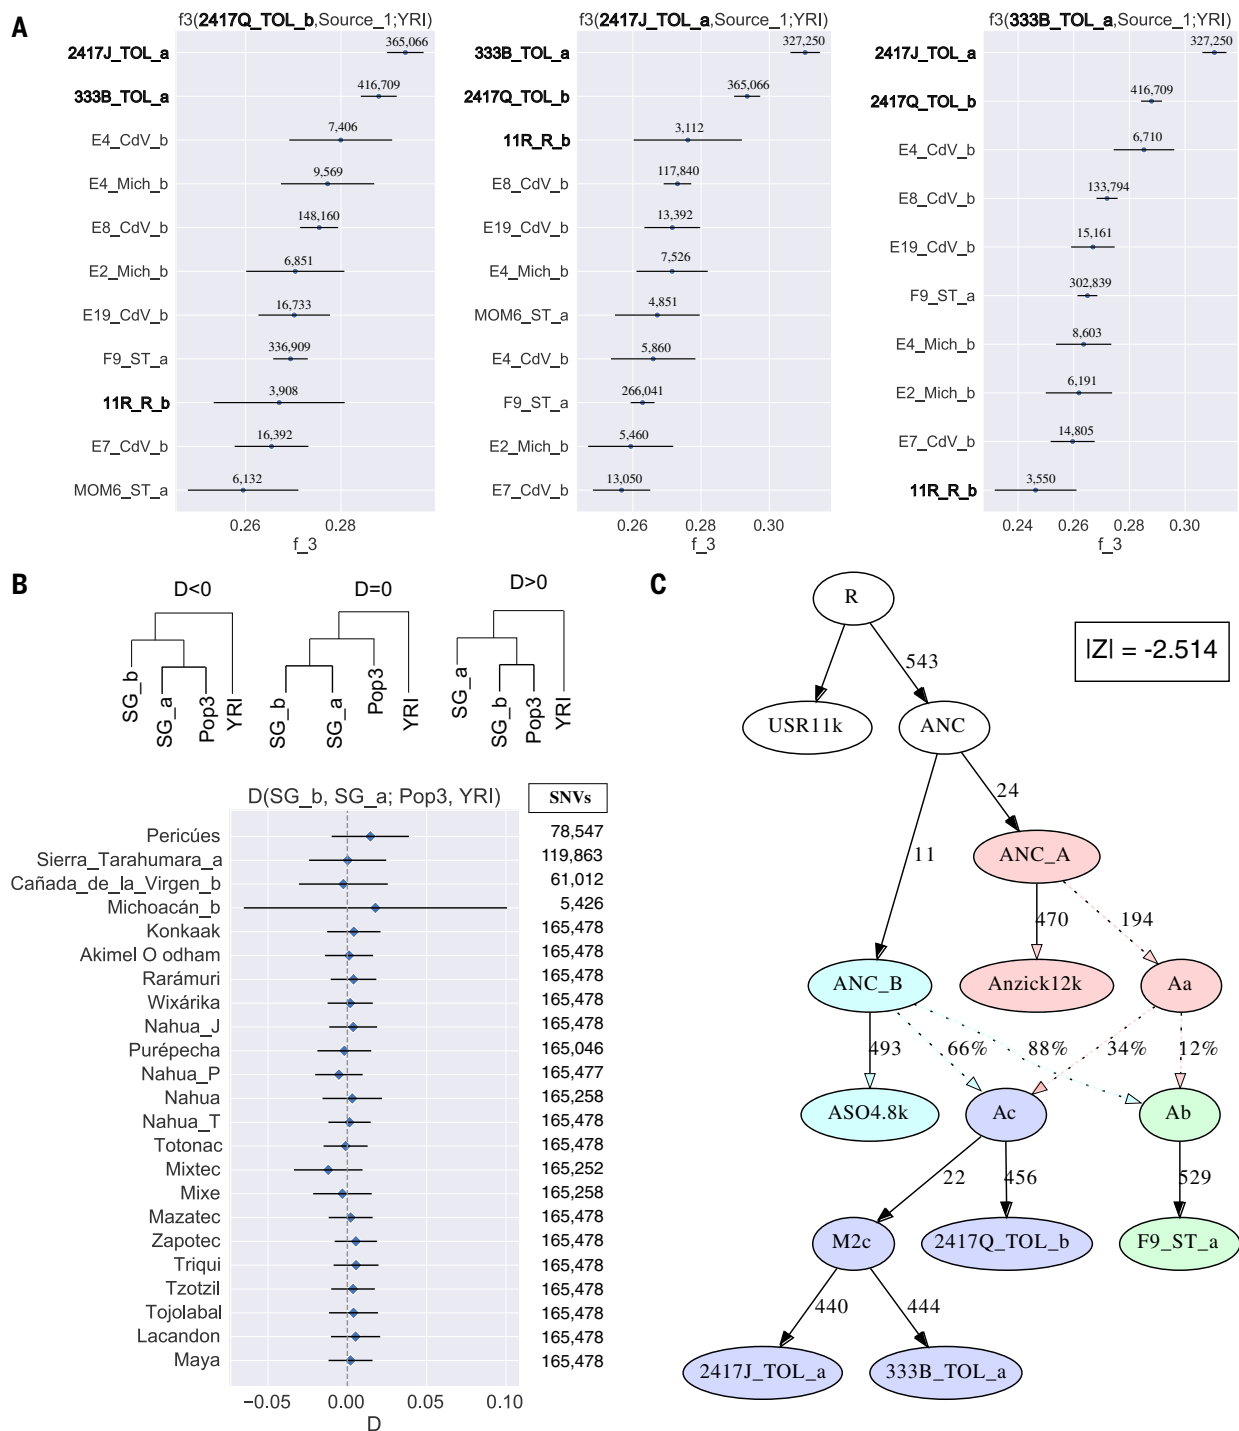 A
f3(2417Q_TOL_b,Source_1;YRI)
2417J_TOL_a
365,066
333B_TOL_a
416,709
E4_CdV_b
7,406
E4_Mich_b
9,569
E8_CdV_b
148,160
E2_Mich_b
6,851
E19_CdV_b
16,733
F9_ST_a
336,909
11R_R_b
3,908
E7_CdV_b
16,392
MOM6_ST_a
6,132
0.26 0.28
f_3
f3(2417J_TOL_a,Source_1;YRI)
333B_TOL_a
327,250
2417Q_TOL_b
365,066
11R_R_b
3,112
E8_CdV_b
117,840
E19_CdV_b
13,392
E4_Mich_b
7,526
MOM6_ST_a
4,851
E4_CdV_b
5,860
F9_ST_a
266,041
E2_Mich_b
5,460
E7_CdV_b
13,050
0.26 0.28 0.30
f_3
f3(333B_TOL_a,Source_1;YRI)
2417J_TOL_a
327,250
2417Q_TOL_b
416,709
E4_CdV_b
6,710
E8_CdV_b
133,794
E19_CdV_b
15,161
F9_ST_a
302,839
E4_Mich_b
8,603
E2_Mich_b
6,191
E7_CdV_b
14,805
11R_R_b
3,550
0.24 0.26 0.28 0.30
f_3
B
D<0
SG_b
SG_a
Pop3
YRI
D=0
SG_b
SG_a
Pop3
YRI
D>0
SG_a
SG_b
Pop3
YRI
D(SG_b, SG_a; Pop3, YRI)
SNVs
Pericúes 78,547
Sierra_Tarahumara_a 119,863
Cañada_de_la_Virgen_b 61,012
Michoacán_b 5,426
Konkaak 165,478
Akimel O odham 165,478
Rarámuri 165,478
Wixárika 165,478
Nahua_J 165,478
Purépecha 165,046
Nahua_P 165,477
Nahua 165,258
Nahua_T 165,478
Totonac 165,478
Mixtec 165,252
Mixe 165,258
Mazatec 165,478
Zapotec 165,478
Triqui 165,478
Tzotzil 165,478
Tojolabal 165,478
Lacandon 165,478
Maya 165,478
−0.05 0.00 0.05 0.10
D
C
|Z| = -2.514
R
543
USR11k
ANC
24
11
ANC_A
470
194
ANC_B
Anzick12k
Aa
493
66%
88%
34%
12%
ASO4.8k
Ac
Ab
22
456
529
M2c
2417Q_TOL_b
F9_ST_a
440
444
2417J_TOL_a
333B_TOL_a